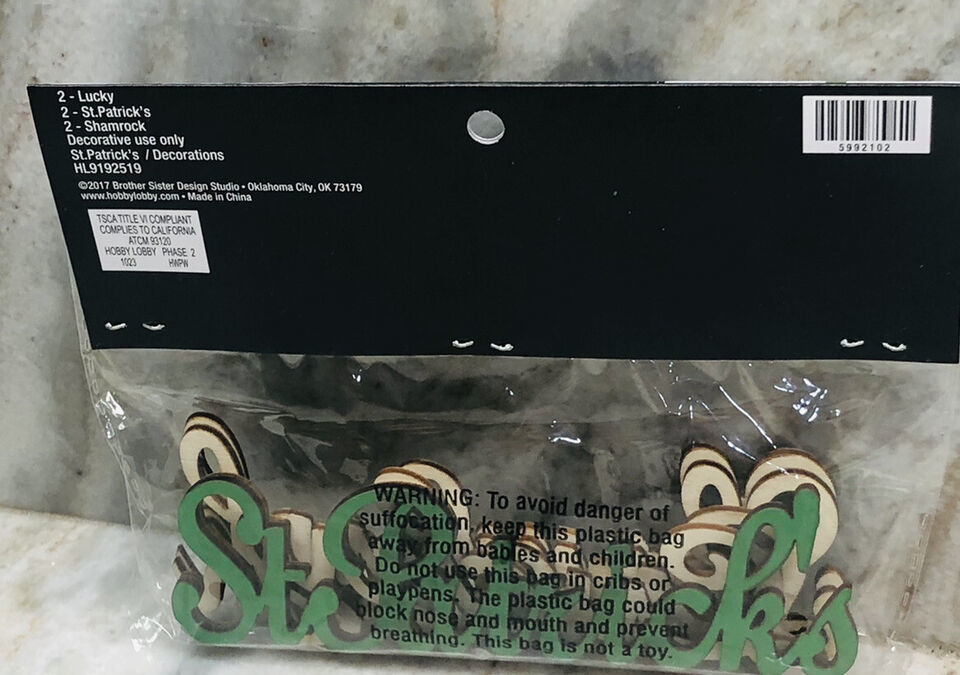 2 - Lucky
2 - St.Patrick's
2 - Shamrock
Decorative use only
St.Patrick's / Decorations
HL9192519
©2017 Brother Sister Design Studio • Oklahoma City, OK 73179
www.hobbylobby.com • Made in China
TSCA TITLE VI COMPLIANT
COMPLIES TO CALIFORNIA
ATCM 93120
HOBBY LOBBY PHASE 2
1023 HWPW
5992102
WARNING: To avoid danger of
suffocation, keep this plastic bag
away from babies and children.
Do not use this bag in cribs or
playpens. The plastic bag could
block nose and mouth and prevent
breathing. This bag is not a toy.
St.Patrick's